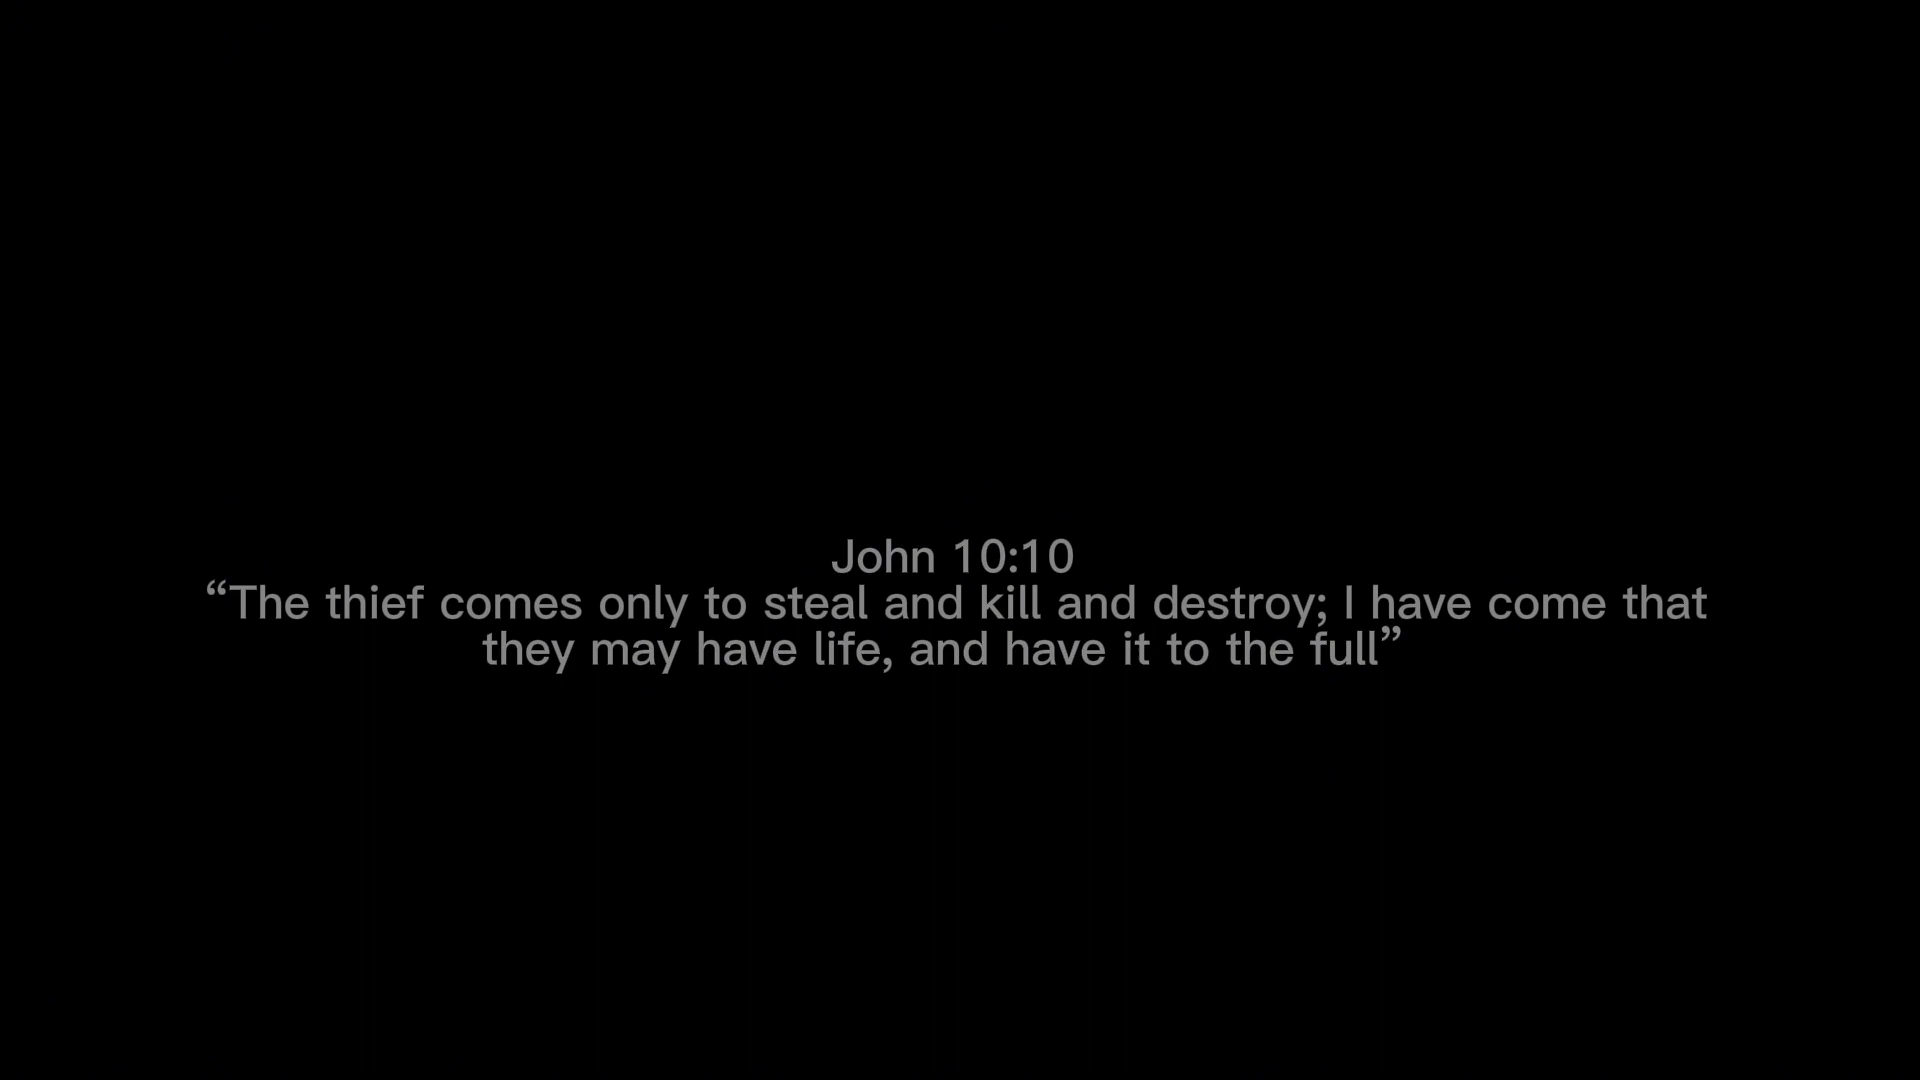 John 10:10
“The thief comes only to steal and kill and destroy; I have come that
they may have life, and have it to the full”